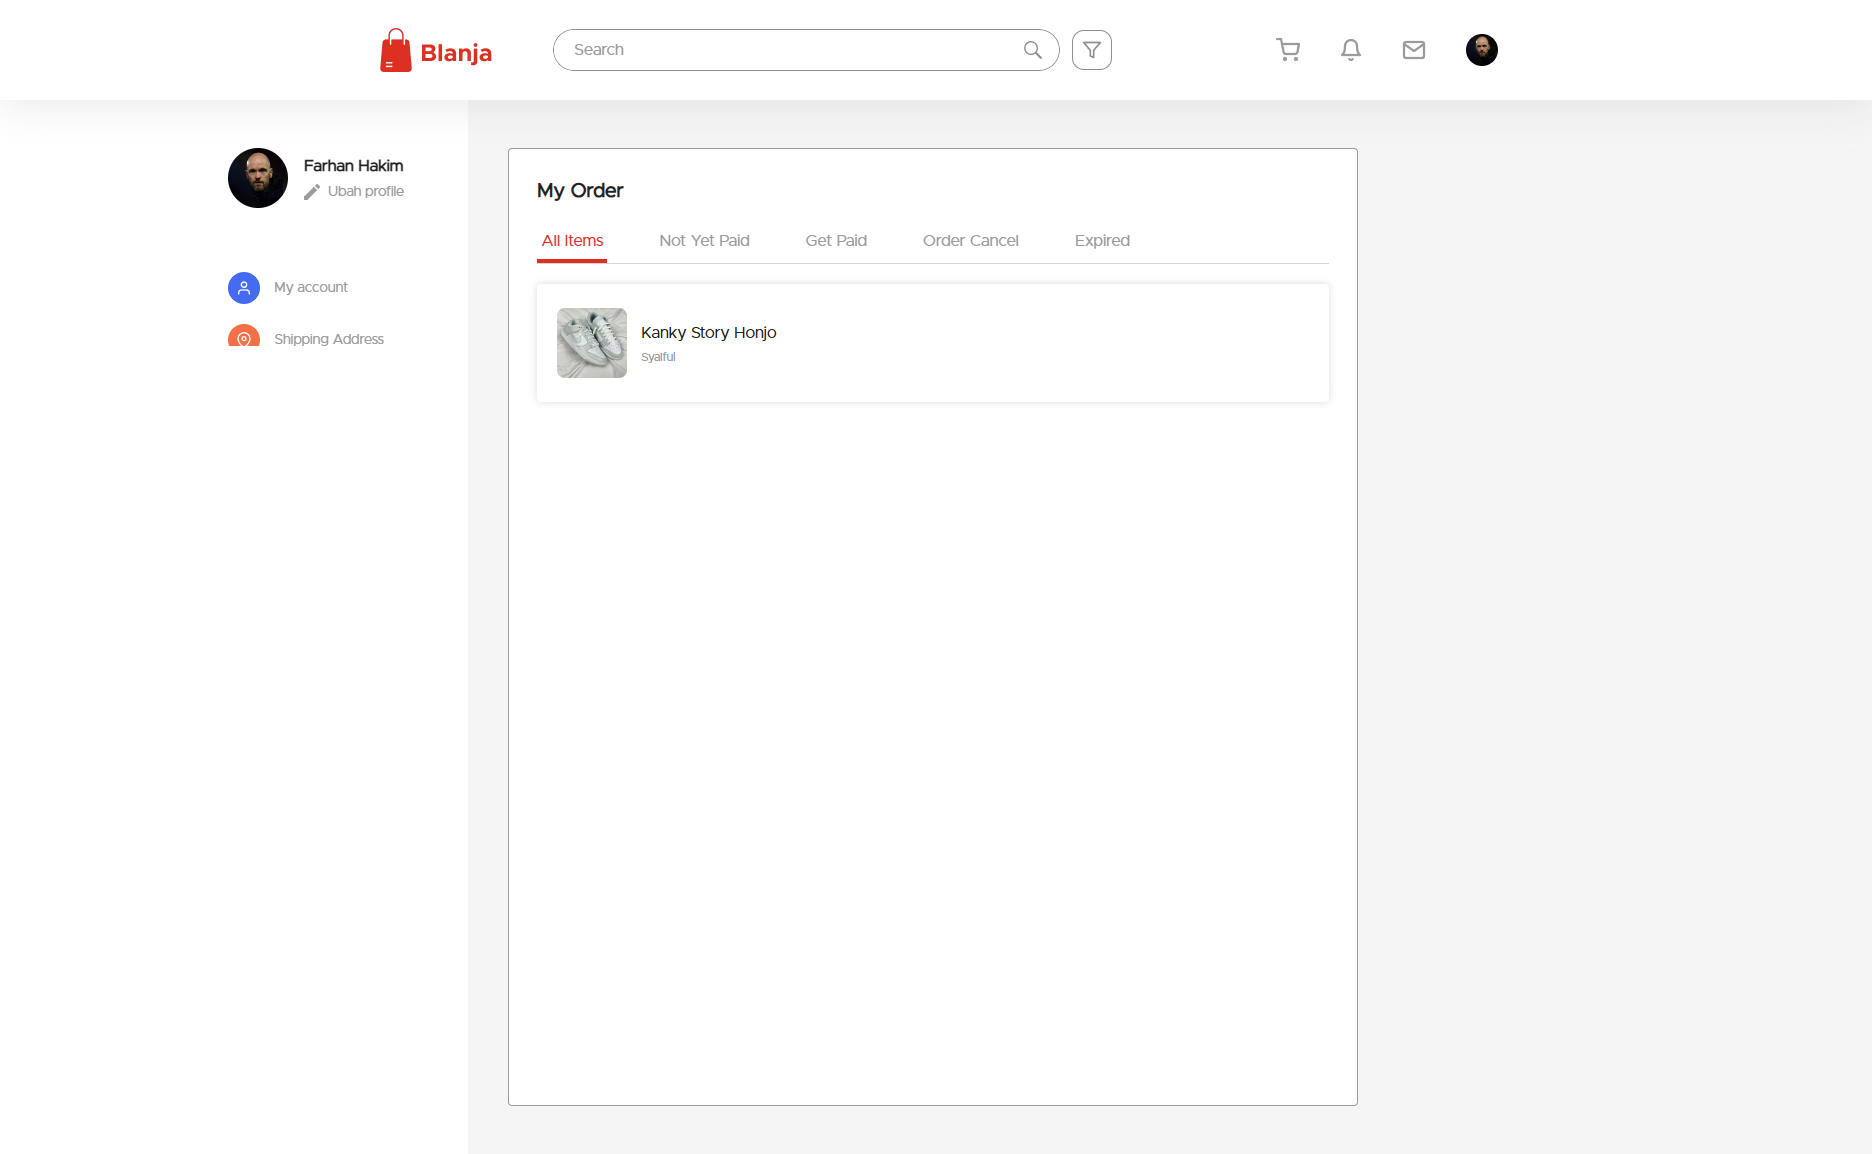 Blanja
Search
Farhan Hakim
Ubah profile
My account
Shipping Address
My Order
All Items
Not Yet Paid
Get Paid
Order Cancel
Expired
Kanky Story Honjo
Syaiful